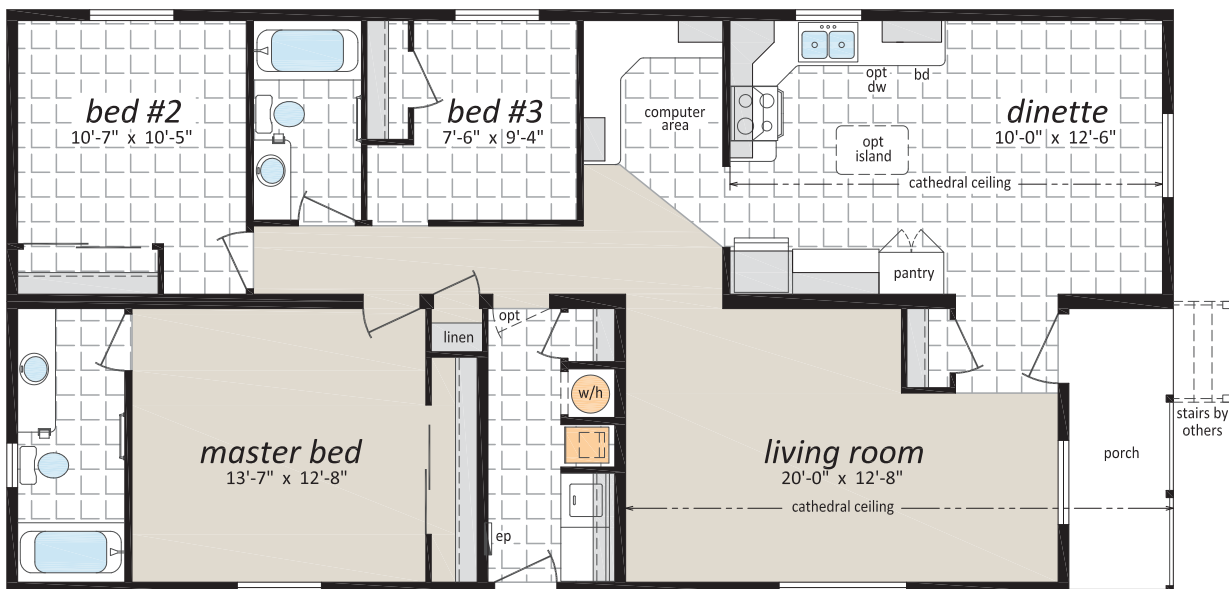 bed #2
10'-7" x 10'-5"
bed #3
7'-6" x 9'-4"
computer
area
opt
dw
bd
dinette
10'-0" x 12'-6"
opt
island
cathedral ceiling
pantry
opt
linen
w/h
master bed
13'-7" x 12'-8"
living room
20'-0" x 12'-8"
cathedral ceiling
ep
porch
stairs by
others